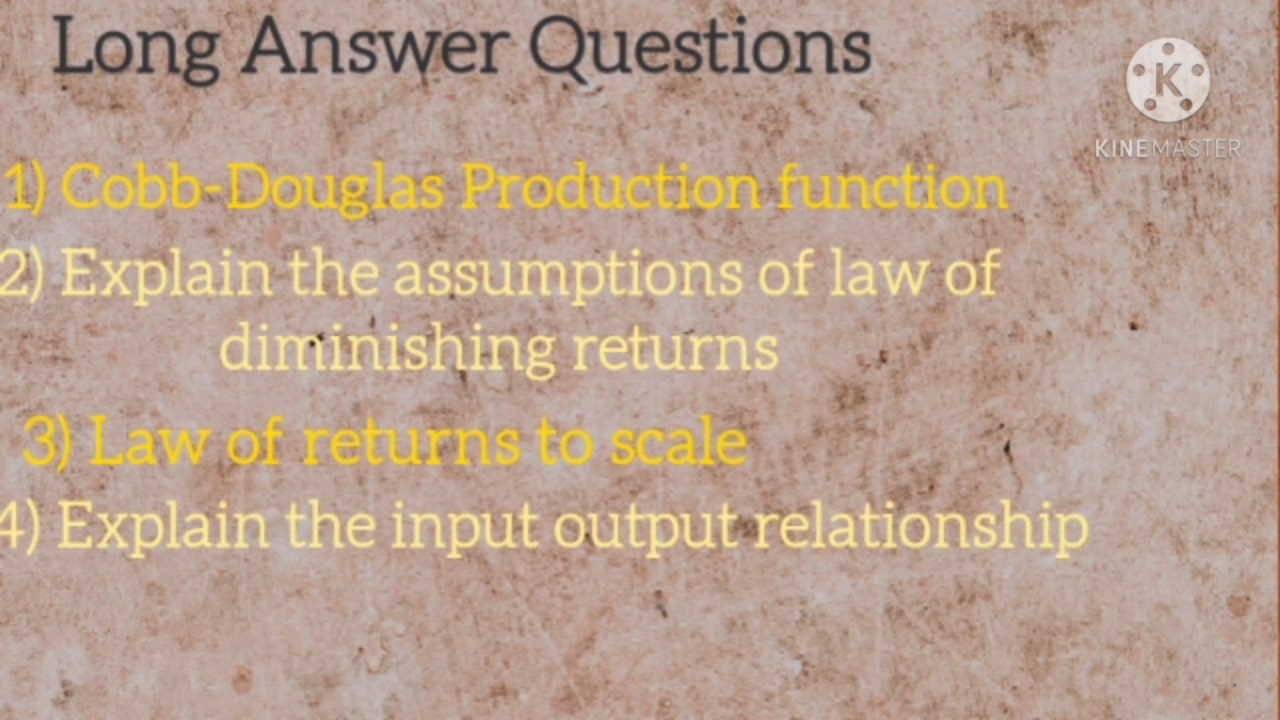 Long Answer Questions
K
KINEMASTER
1) Cobb-Douglas Production function
2) Explain the assumptions of law of
diminishing returns
3) Law of returns to scale
4) Explain the input output relationship